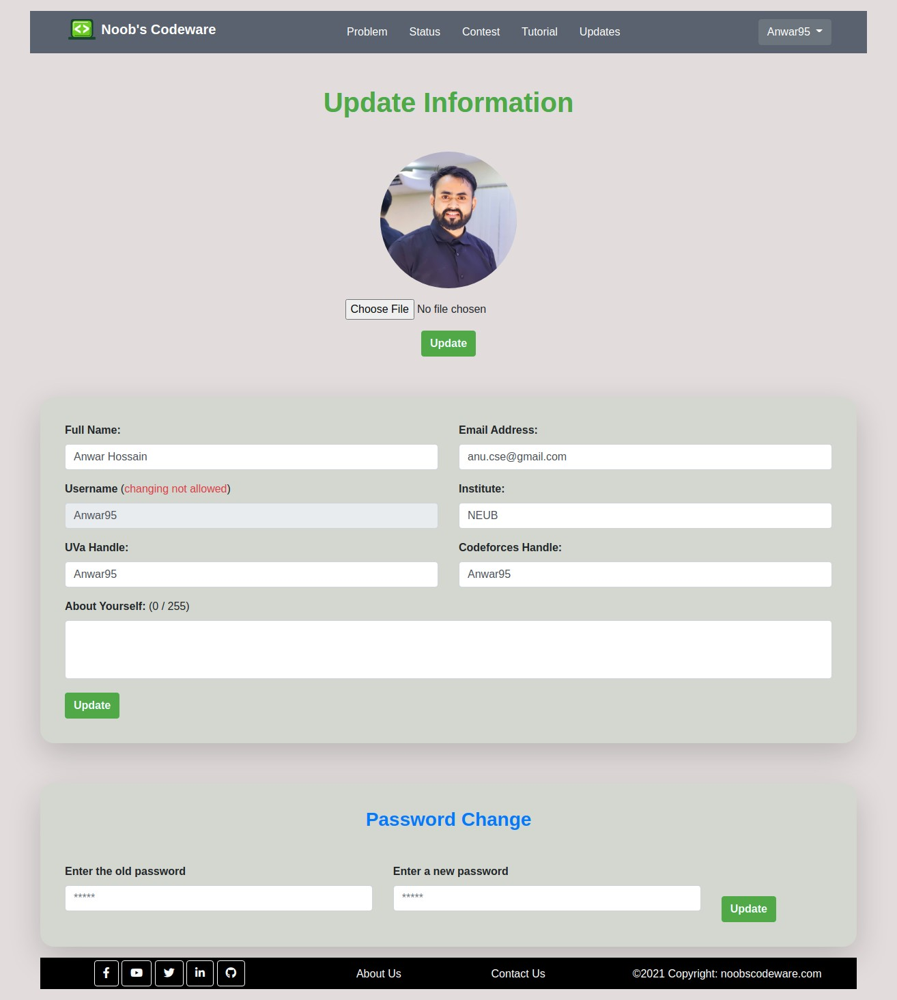 Noob's Codeware
Problem Status Contest Tutorial Updates
Anwar95
Update Information
Choose File No file chosen
Update
Full Name: Email Address:
Anwar Hossain anu.cse@gmail.com
Username (changing not allowed) Institute:
Anwar95 NEUB
UVa Handle: Codeforces Handle:
Anwar95 Anwar95
About Yourself: (0 / 255)
Update
Password Change
Enter the old password Enter a new password
***** *****
Update
About Us Contact Us ©2021 Copyright: noobscodeware.com